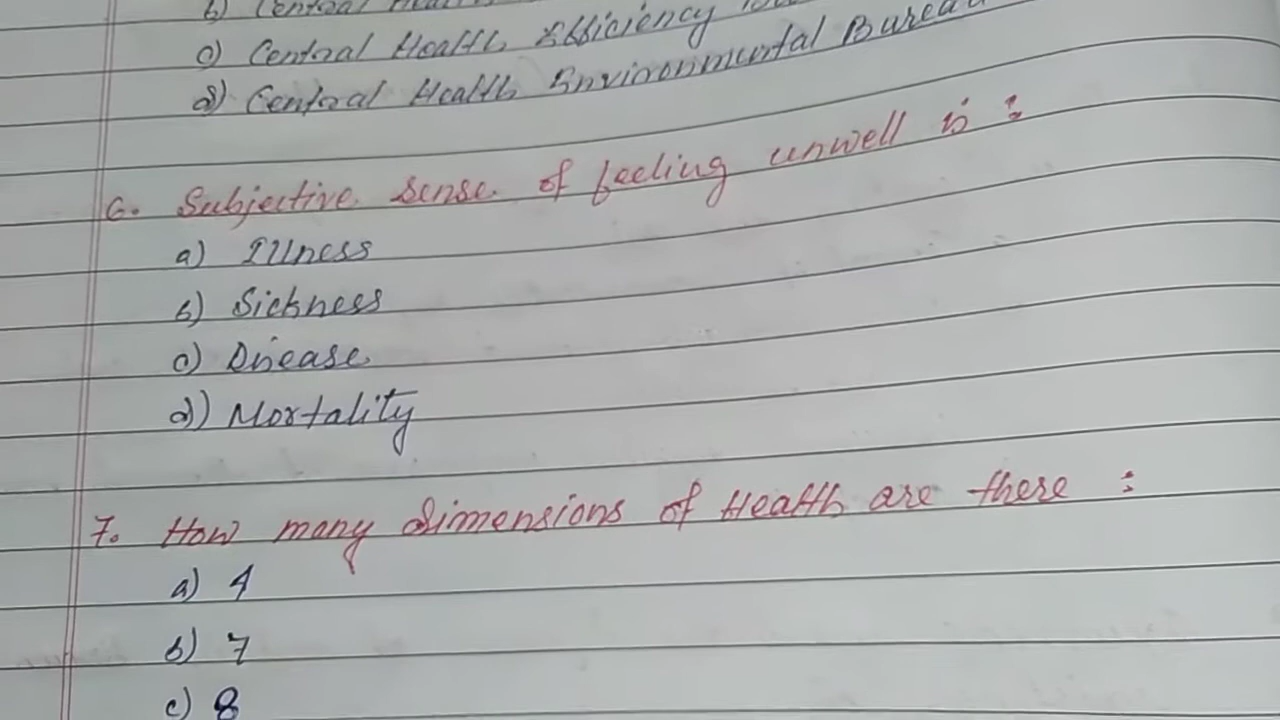 b) Central
c) Central Health Efficiency
d) Central Health Environmental Bureau
6. Subjective sense of feeling unwell is :
a) Illness
b) Sickness
c) Disease
d) Mortality
7. How many dimensions of Health are there :
a) 4
b) 7
c) 8